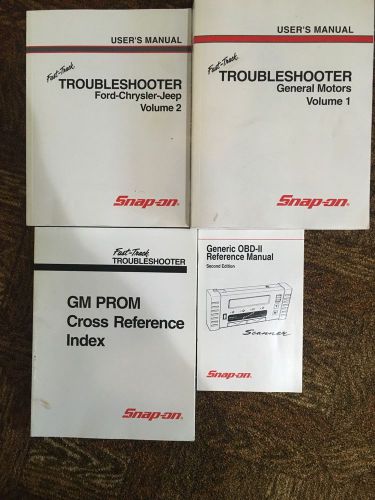 USER'S MANUAL
Fast-Track
TROUBLESHOOTER
Ford-Chrysler-Jeep
Volume 2
Snap-on
USER'S MANUAL
Fast-Track
TROUBLESHOOTER
General Motors
Volume 1
Snap-on
Fast-Track
TROUBLESHOOTER
GM PROM
Cross Reference
Index
Snap-on
Generic OBD-II
Reference Manual
Second Edition
Scanner
Snap-on